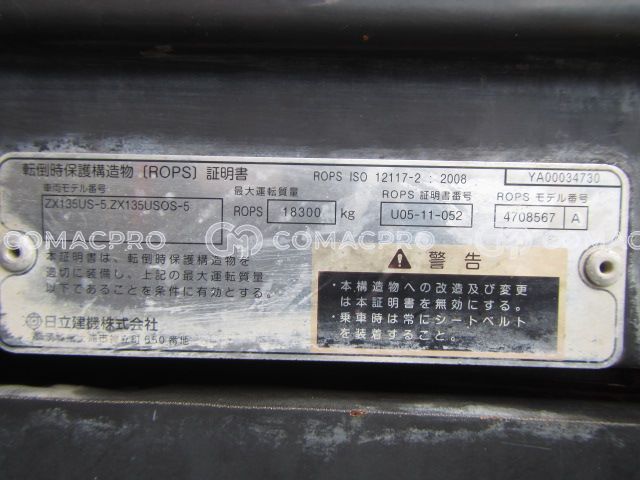 転倒時保護構造物 [ROPS] 証明書
ROPS ISO 12117-2 : 2008
YA00034730
車両モデル番号
ZX135US-5.ZX135USOS-5
最大運転質量
ROPS 18300 kg
ROPS 証明書番号
U05-11-052
ROPS モデル番号
4708567 A
本証明書は、転倒時保護構造物を
適切に装備し、上記の最大運転質量
以下であることを条件に有効とする。
日立建機株式会社
650番地
警告
・本構造物への改造及び変更
は本証明書を無効にする。
・乗車時は常にシートベルト
を装着すること。
COMACPRO COMACPRO COMACPRO